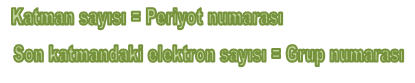 Katman sayısı = Periyot numarası
Son katmandaki elektron sayısı = Grup numarası